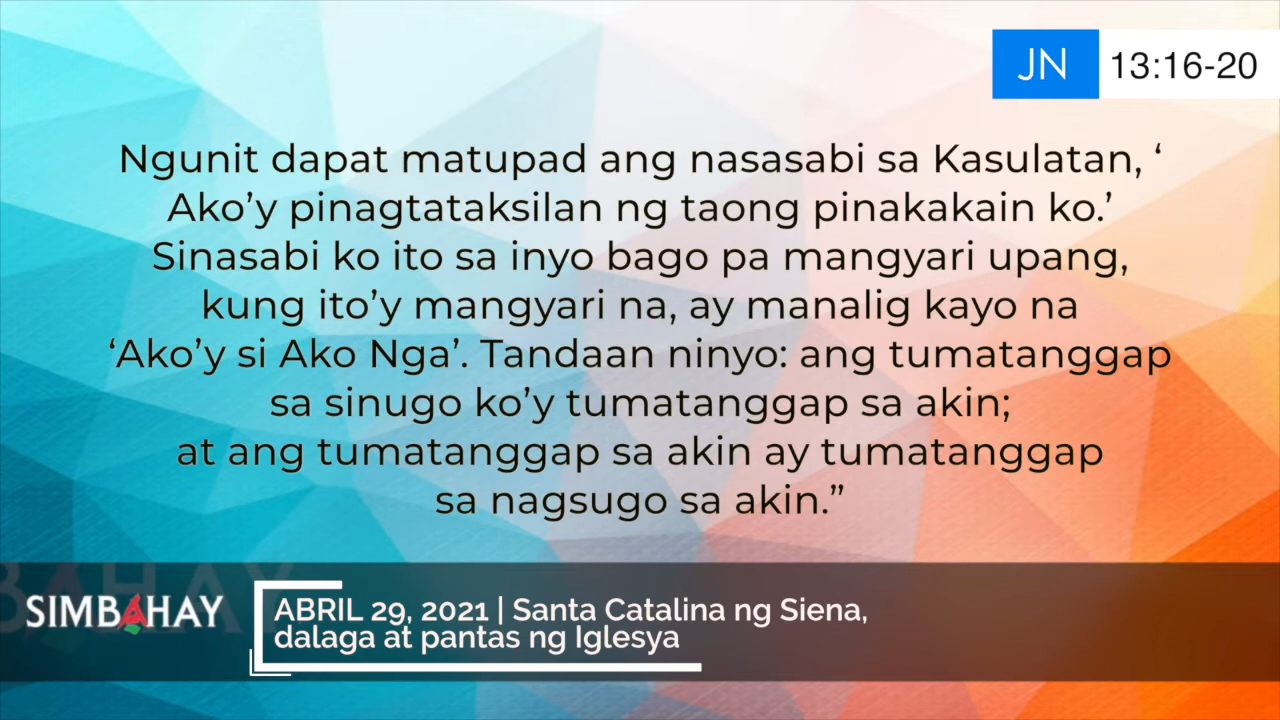 JN 13:16-20
Ngunit dapat matupad ang nasasabi sa Kasulatan, ‘
Ako’y pinagtataksilan ng taong pinakakain ko.’
Sinasabi ko ito sa inyo bago pa mangyari upang,
kung ito’y mangyari na, ay manalig kayo na
‘Ako’y si Ako Nga’. Tandaan ninyo: ang tumatanggap
sa sinugo ko’y tumatanggap sa akin;
at ang tumatanggap sa akin ay tumatanggap
sa nagsugo sa akin.”
SIMBAHAY
ABRIL 29, 2021 | Santa Catalina ng Siena,
dalaga at pantas ng Iglesya